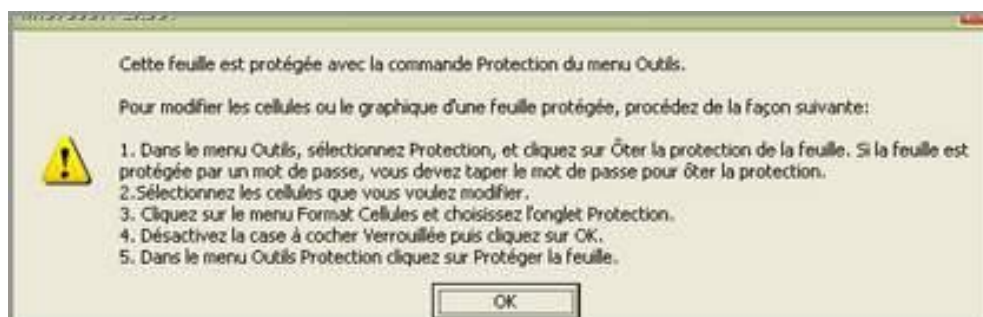 Cette feuille est protégée avec la commande Protection du menu Outils.
Pour modifier les cellules ou le graphique d'une feuille protégée, procédez de la façon suivante:
1. Dans le menu Outils, sélectionnez Protection, et cliquez sur Ôter la protection de la feuille. Si la feuille est
protégée par un mot de passe, vous devez taper le mot de passe pour ôter la protection.
2.Sélectionnez les cellules que vous voulez modifier.
3. Cliquez sur le menu Format Cellules et choisissez l'onglet Protection.
4. Désactivez la case à cocher Verrouillée puis cliquez sur OK.
5. Dans le menu Outils Protection cliquez sur Protéger la feuille.
OK